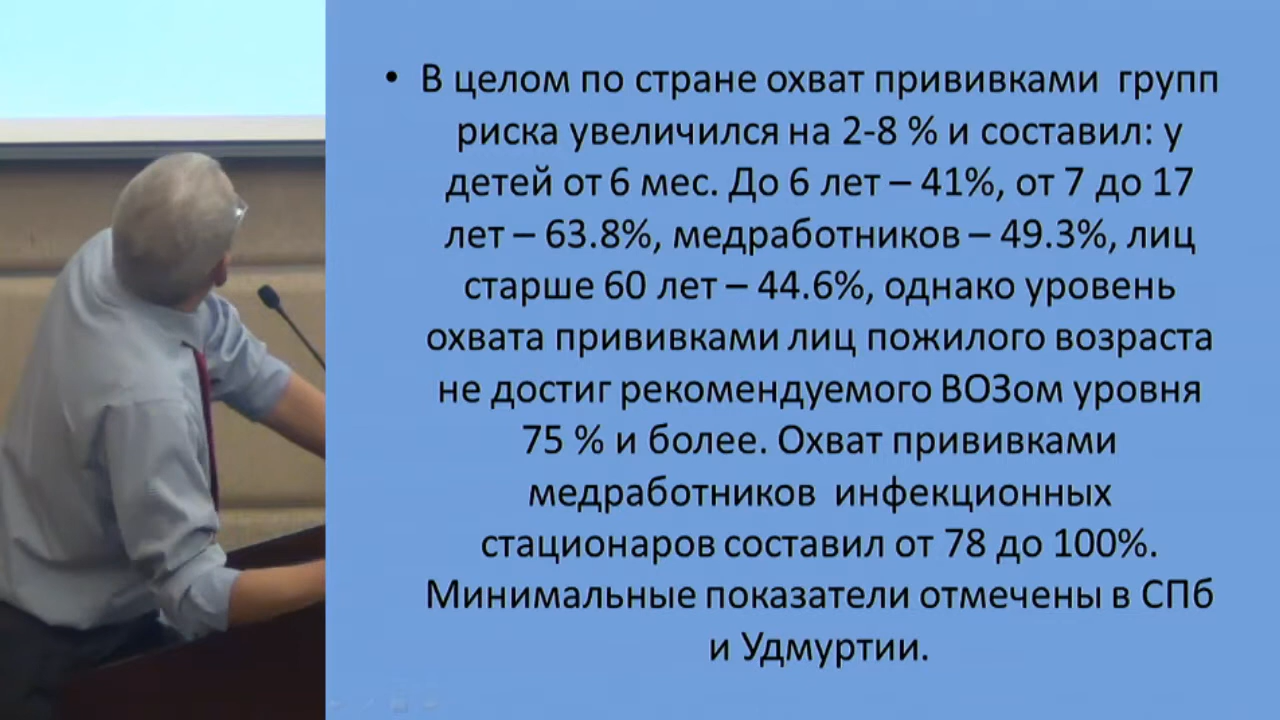 • В целом по стране охват прививками групп
риска увеличился на 2-8 % и составил: у
детей от 6 мес. До 6 лет – 41%, от 7 до 17
лет – 63.8%, медработников – 49.3%, лиц
старше 60 лет – 44.6%, однако уровень
охвата прививками лиц пожилого возраста
не достиг рекомендуемого ВОЗом уровня
75 % и более. Охват прививками
медработников инфекционных
стационаров составил от 78 до 100%.
Минимальные показатели отмечены в СПб
и Удмуртии.